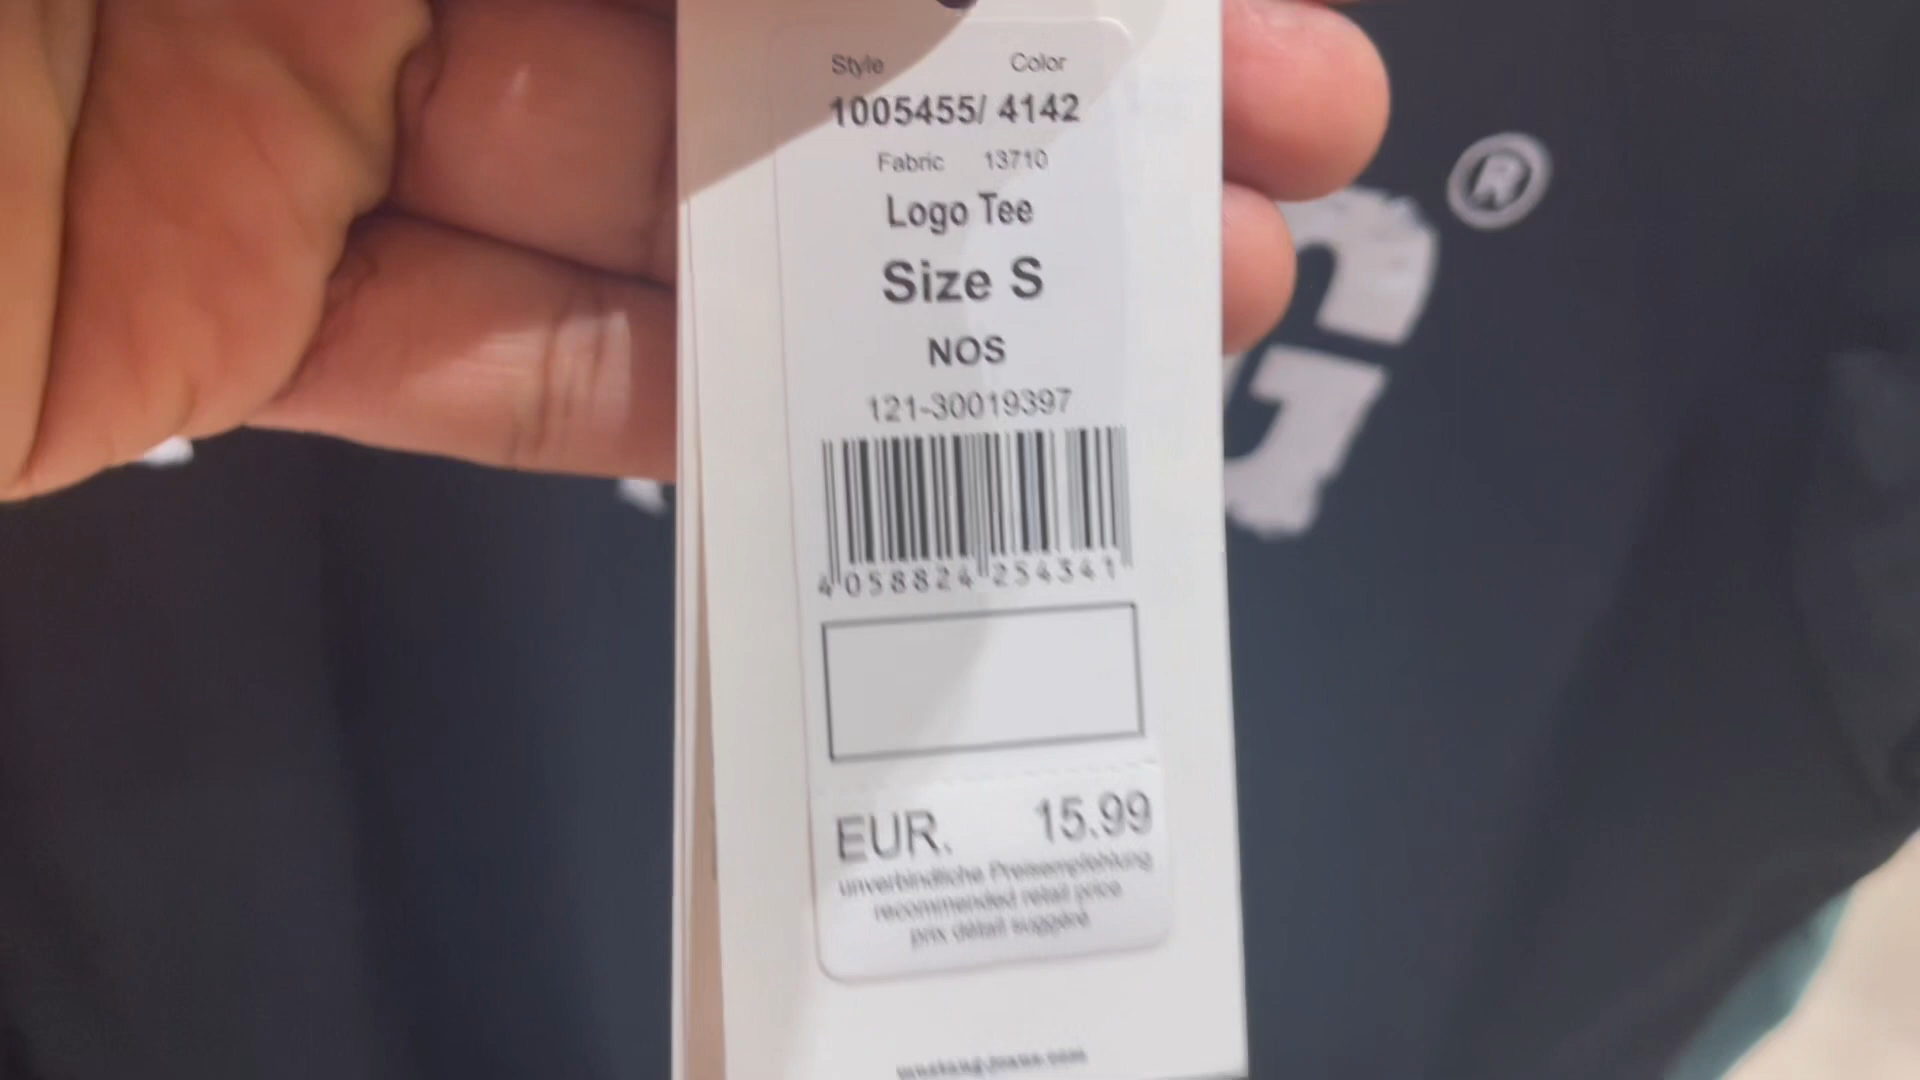 Style Color
1005455/ 4142
Fabric 13710
Logo Tee
Size S
NOS
121-30019397
4 058824 254341
EUR. 15.99
unverbindliche Preisempfehlung
recommended retail price
prix détail suggéré
G®